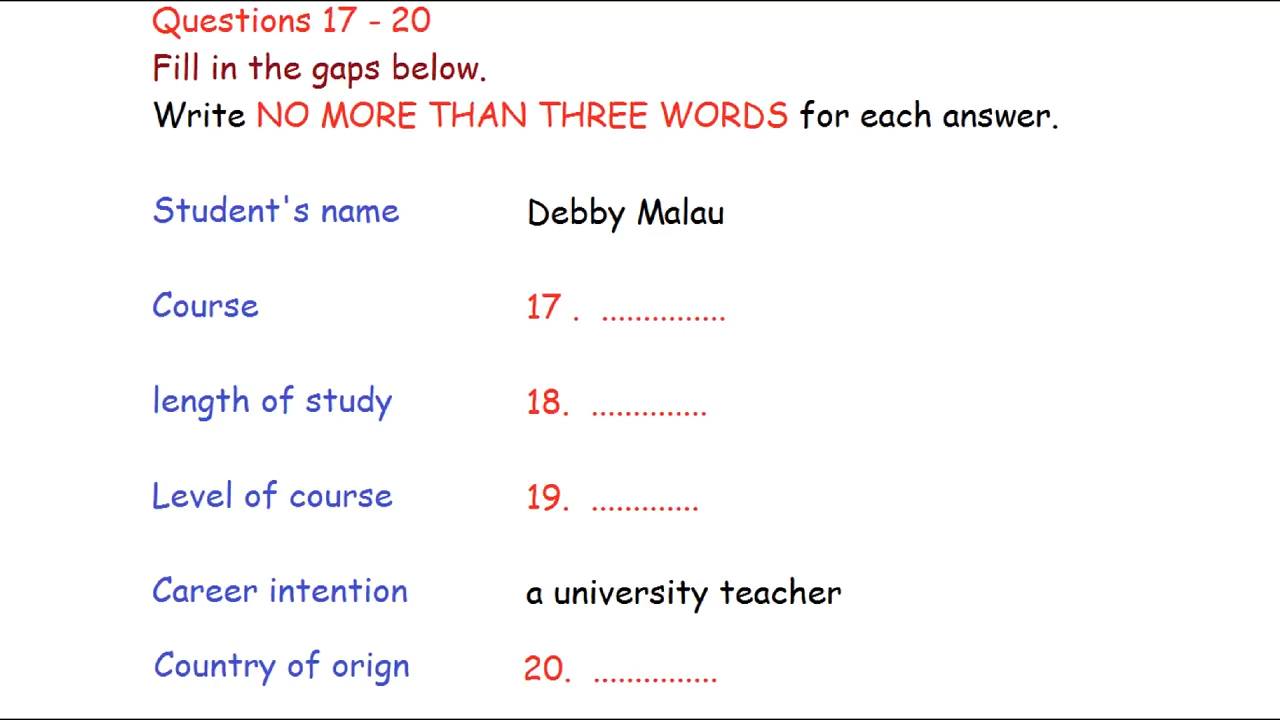 Questions 17 - 20
Fill in the gaps below.
Write NO MORE THAN THREE WORDS for each answer.
Student's name Debby Malau
Course 17 . ...............
length of study 18. ..............
Level of course 19. .............
Career intention a university teacher
Country of orign 20. ...............